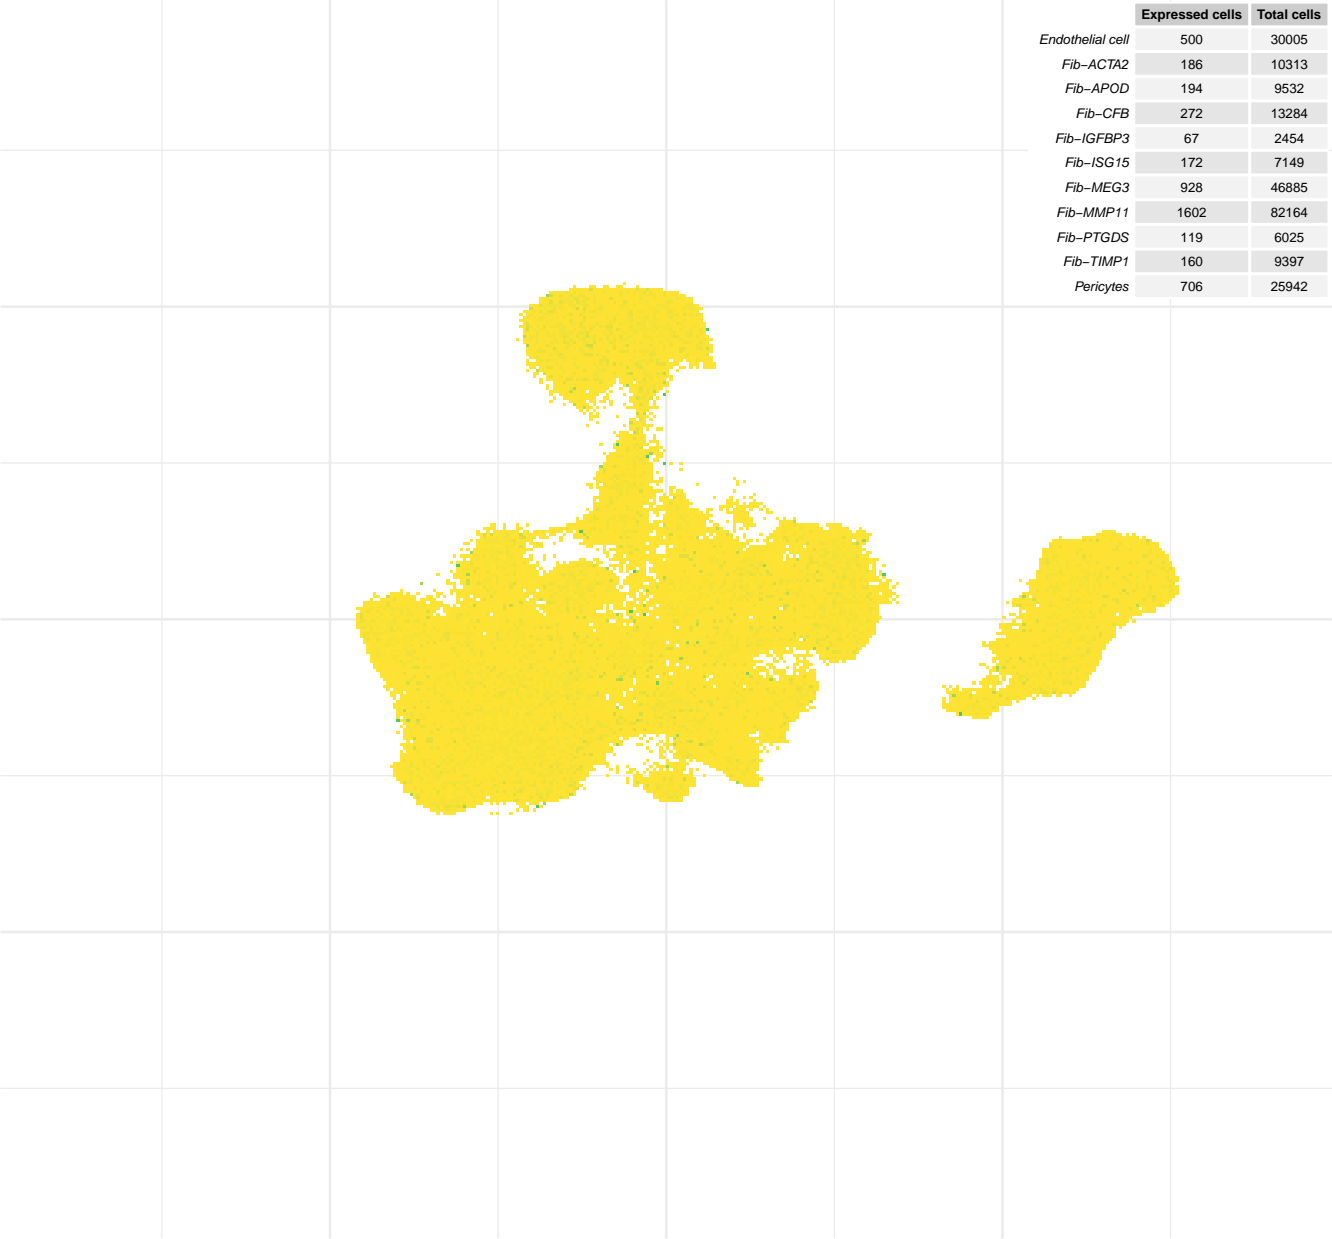 Expressed cells Total cells
Endothelial cell 500 30005
Fib−ACTA2 186 10313
Fib−APOD 194 9532
Fib−CFB 272 13284
Fib−IGFBP3 67 2454
Fib−ISG15 172 7149
Fib−MEG3 928 46885
Fib−MMP11 1602 82164
Fib−PTGDS 119 6025
Fib−TIMP1 160 9397
Pericytes 706 25942